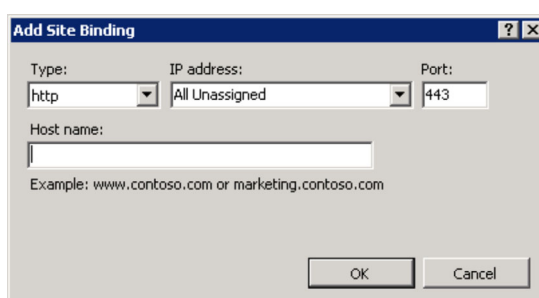 Add Site Binding
Type: IP address: Port:
http All Unassigned 443
Host name:
Example: www.contoso.com or marketing.contoso.com
OK Cancel